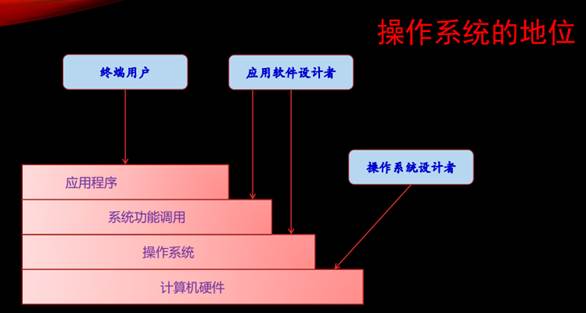 操作系统的地位
终端用户
应用软件设计者
操作系统设计者
应用程序
系统功能调用
操作系统
计算机硬件